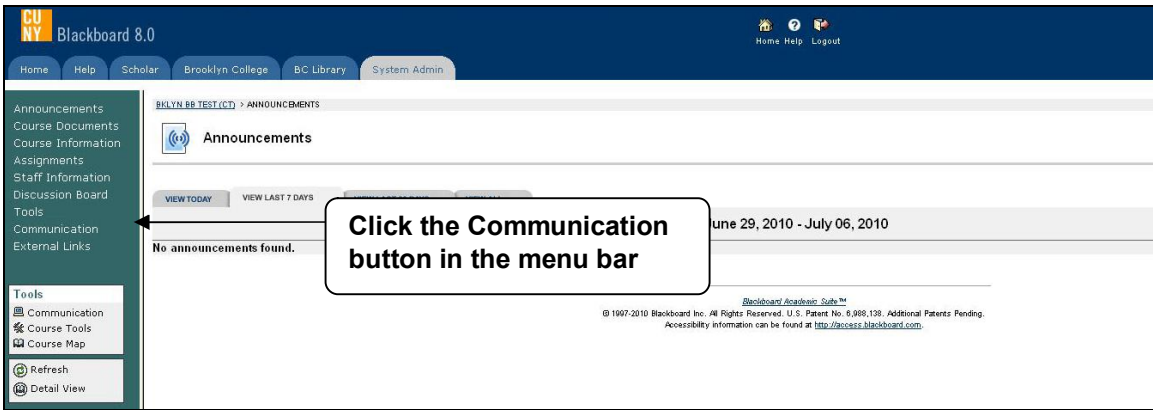 CU
NY Blackboard 8.0
Home Help Logout
Home Help Scholar Brooklyn College BC Library System Admin
BKLYN BB TEST (CT) > ANNOUNCEMENTS
Announcements
Announcements
Course Documents
Course Information
Assignments
Staff Information
Discussion Board
Tools
Communication
External Links
VIEW TODAY VIEW LAST 7 DAYS
June 29, 2010 - July 06, 2010
No announcements found.
Click the Communication
button in the menu bar
Tools
Communication
Course Tools
Course Map
Refresh
Detail View
Blackboard Academic Suite™
© 1997-2010 Blackboard Inc. All Rights Reserved. U.S. Patent No. 6,988,138. Additional Patents Pending.
Accessibility information can be found at http://access.blackboard.com.